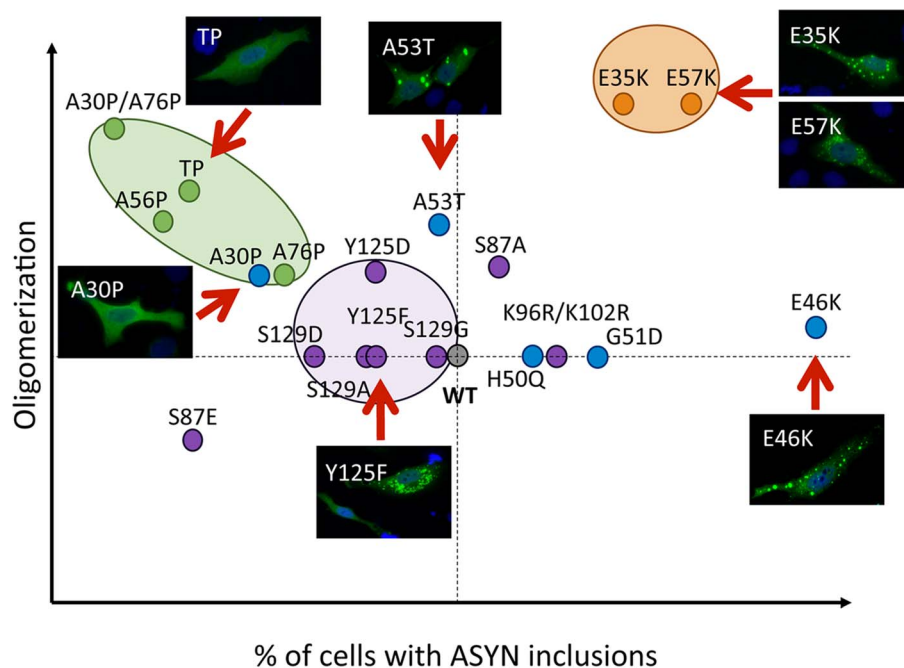 TP
A53T
E35K
E35K E57K
A30P/A76P
E57K
TP
A56P
A53T
A30P A76P
Y125D
S87A
A30P
E46K
S129D
Y125F
S129G
K96R/K102R
G51D
S129A
WT
H50Q
S87E
Y125F
E46K
Oligomerization
% of cells with ASYN inclusions